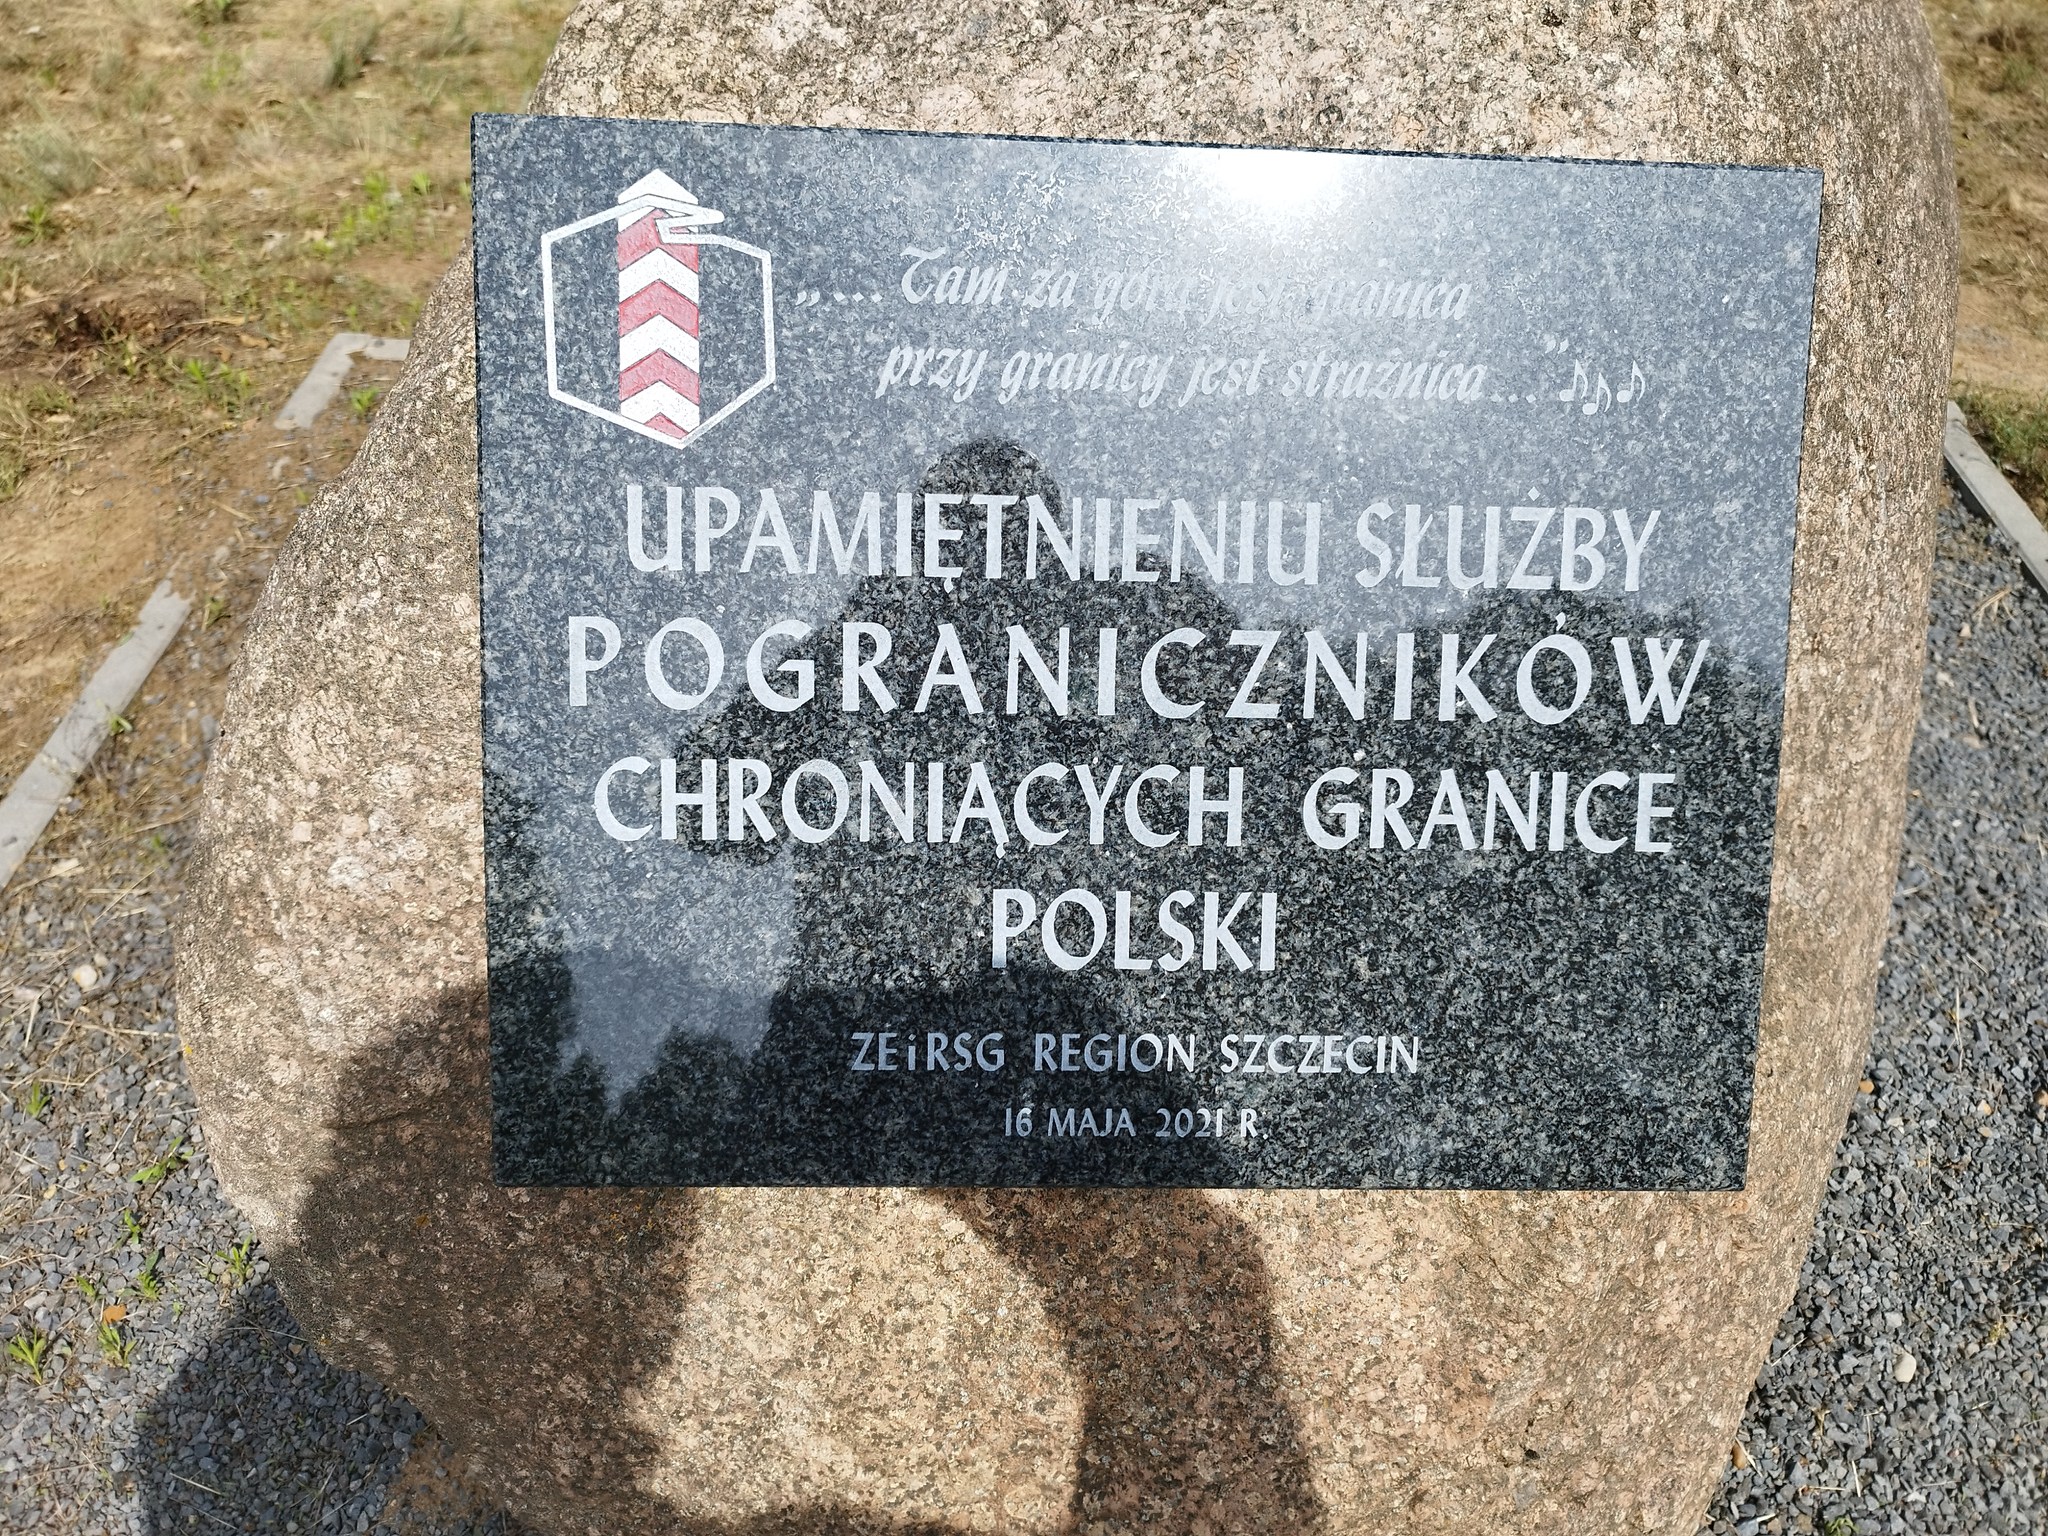 „... Tam za górą jest granica
przy granicy jest strażnica..."
UPAMIĘTNIENIU SŁUŻBY
POGRANICZNIKÓW
CHRONIĄCYCH GRANICE
POLSKI
ZEiRSG REGION SZCZECIN
16 MAJA 2021 R.